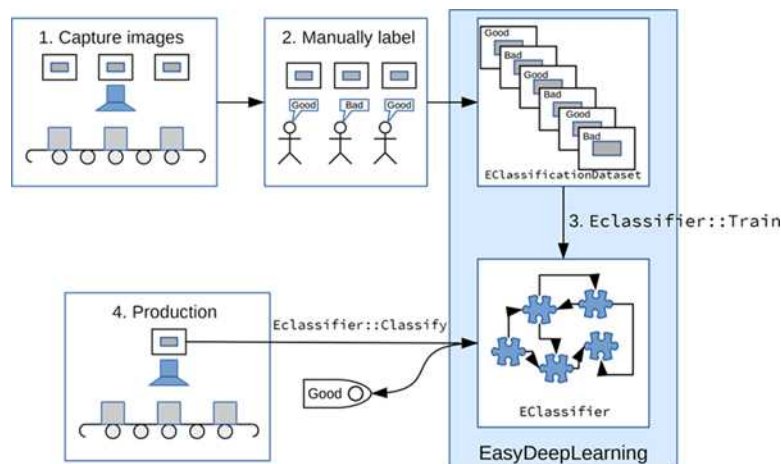 1. Capture images
2. Manually label
Good
Bad
Good
Good
Bad
Good
Bad
Good
Bad
EClassificationDataset
3. Eclassifier::Train
4. Production
Eclassifier::Classify
Good
EClassifier
EasyDeepLearning